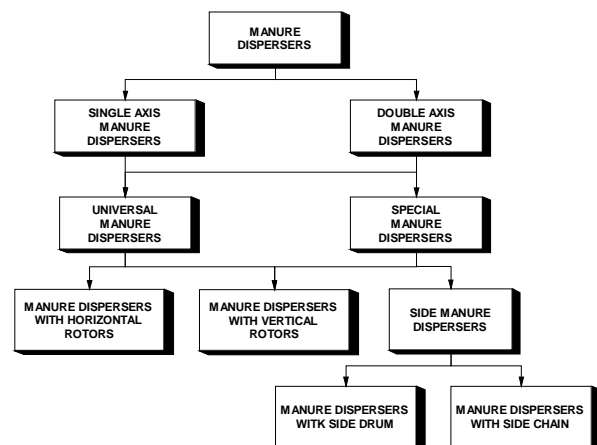 MANURE
DISPERSERS
SINGLE AXIS
MANURE
DISPERSERS
DOUBLE AXIS
MANURE
DISPERSERS
UNIVERSAL
MANURE
DISPERSERS
SPECIAL
MANURE
DISPERSERS
MANURE DISPERSERS
WITH HORIZONTAL
ROTORS
MANURE DISPERSERS
WITH VERTICAL
ROTORS
SIDE MANURE
DISPERSERS
MANURE DISPERSERS
WITK SIDE DRUM
MANURE DISPERSERS
WITH SIDE CHAIN